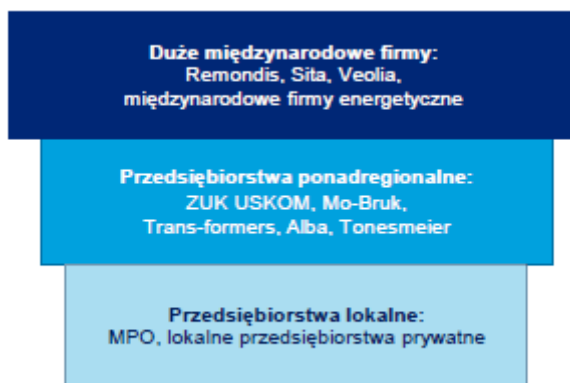 Duże międzynarodowe firmy:
Remondis, Sita, Veolia,
międzynarodowe firmy energetyczne
Przedsiębiorstwa ponadregionalne:
ZUK USKOM, Mo-Bruk,
Trans-formers, Alba, Tonesmeier
Przedsiębiorstwa lokalne:
MPO, lokalne przedsiębiorstwa prywatne